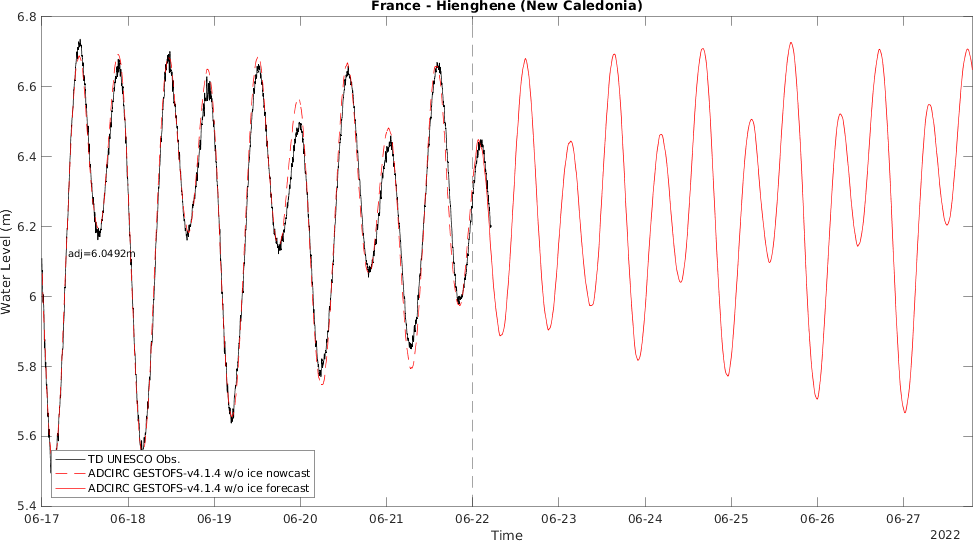 France - Hienghene (New Caledonia)
6.8
6.6
6.4
6.2
6
5.8
5.6
5.4
Water Level (m)
adj=6.0492m
TD UNESCO Obs.
ADCIRC GESTOFS-v4.1.4 w/o ice nowcast
ADCIRC GESTOFS-v4.1.4 w/o ice forecast
06-17 06-18 06-19 06-20 06-21 06-22 06-23 06-24 06-25 06-26 06-27
Time
2022